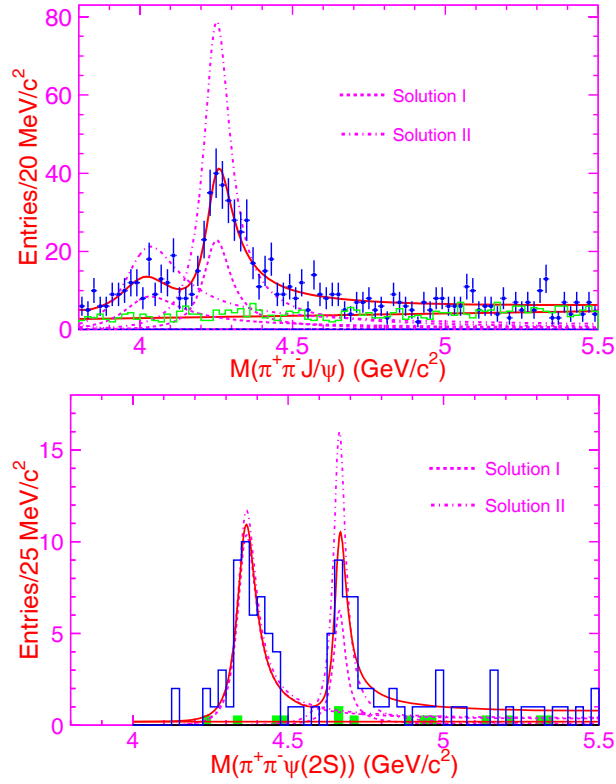 80
60
40
20
0
Entries/20 MeV/c²
Solution I
Solution II
4 4.5 5 5.5
M(π⁺π⁻J/ψ) (GeV/c²)
15
10
5
0
Entries/25 MeV/c²
Solution I
Solution II
4 4.5 5 5.5
M(π⁺π⁻ψ(2S)) (GeV/c²)